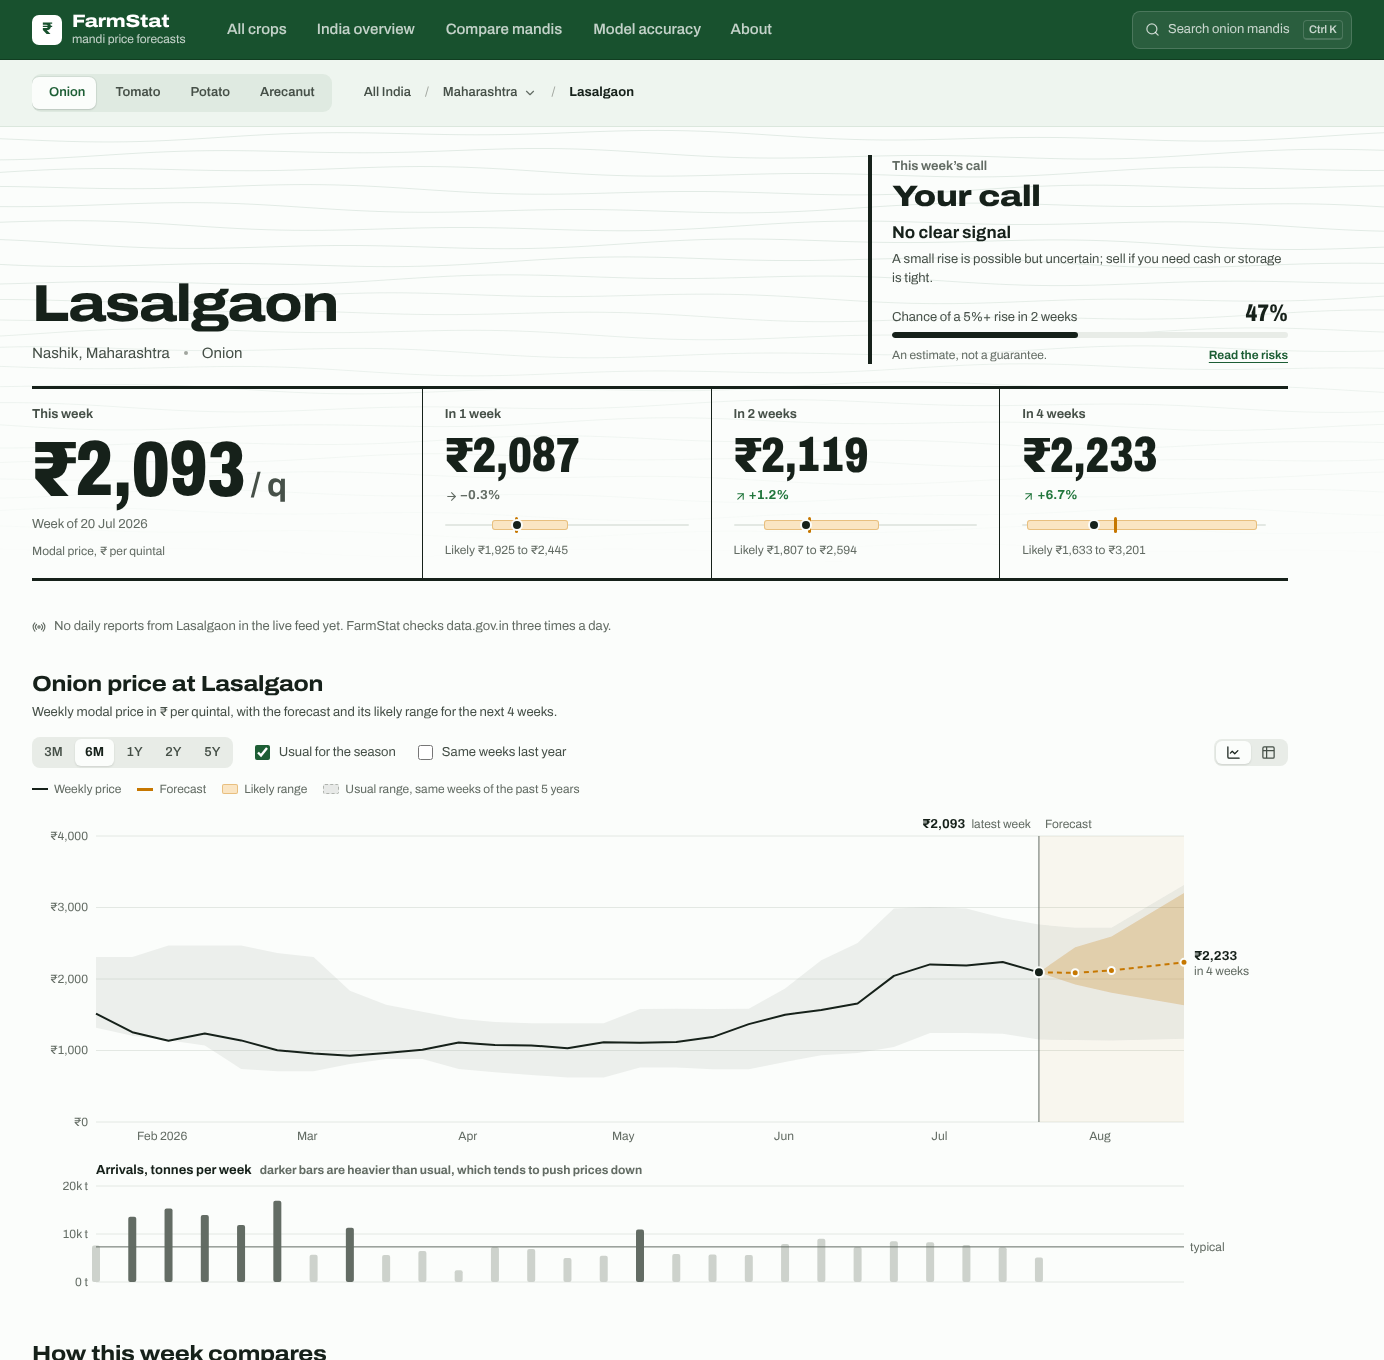 ₹
FarmStat
mandi price forecasts
All crops
India overview
Compare mandis
Model accuracy
About
Search onion mandis
Ctrl K
Onion
Tomato
Potato
Arecanut
All India / Maharashtra / Lasalgaon
This week’s call
Your call
No clear signal
A small rise is possible but uncertain; sell if you need cash or storage
is tight.
Chance of a 5%+ rise in 2 weeks
47%
An estimate, not a guarantee.
Read the risks
Lasalgaon
Nashik, Maharashtra • Onion
This week
₹2,093 / q
Week of 20 Jul 2026
Modal price, ₹ per quintal
In 1 week
₹2,087
→ −0.3%
Likely ₹1,925 to ₹2,445
In 2 weeks
₹2,119
↗ +1.2%
Likely ₹1,807 to ₹2,594
In 4 weeks
₹2,233
↗ +6.7%
Likely ₹1,633 to ₹3,201
No daily reports from Lasalgaon in the live feed yet. FarmStat checks data.gov.in three times a day.
Onion price at Lasalgaon
Weekly modal price in ₹ per quintal, with the forecast and its likely range for the next 4 weeks.
3M 6M 1Y 2Y 5Y
Usual for the season
Same weeks last year
Weekly price
Forecast
Likely range
Usual range, same weeks of the past 5 years
₹2,093 latest week
Forecast
₹4,000
₹3,000
₹2,000
₹1,000
₹0
₹2,233
in 4 weeks
Feb 2026 Mar Apr May Jun Jul Aug
Arrivals, tonnes per week darker bars are heavier than usual, which tends to push prices down
20k t
10k t
0 t
typical
How this week compares